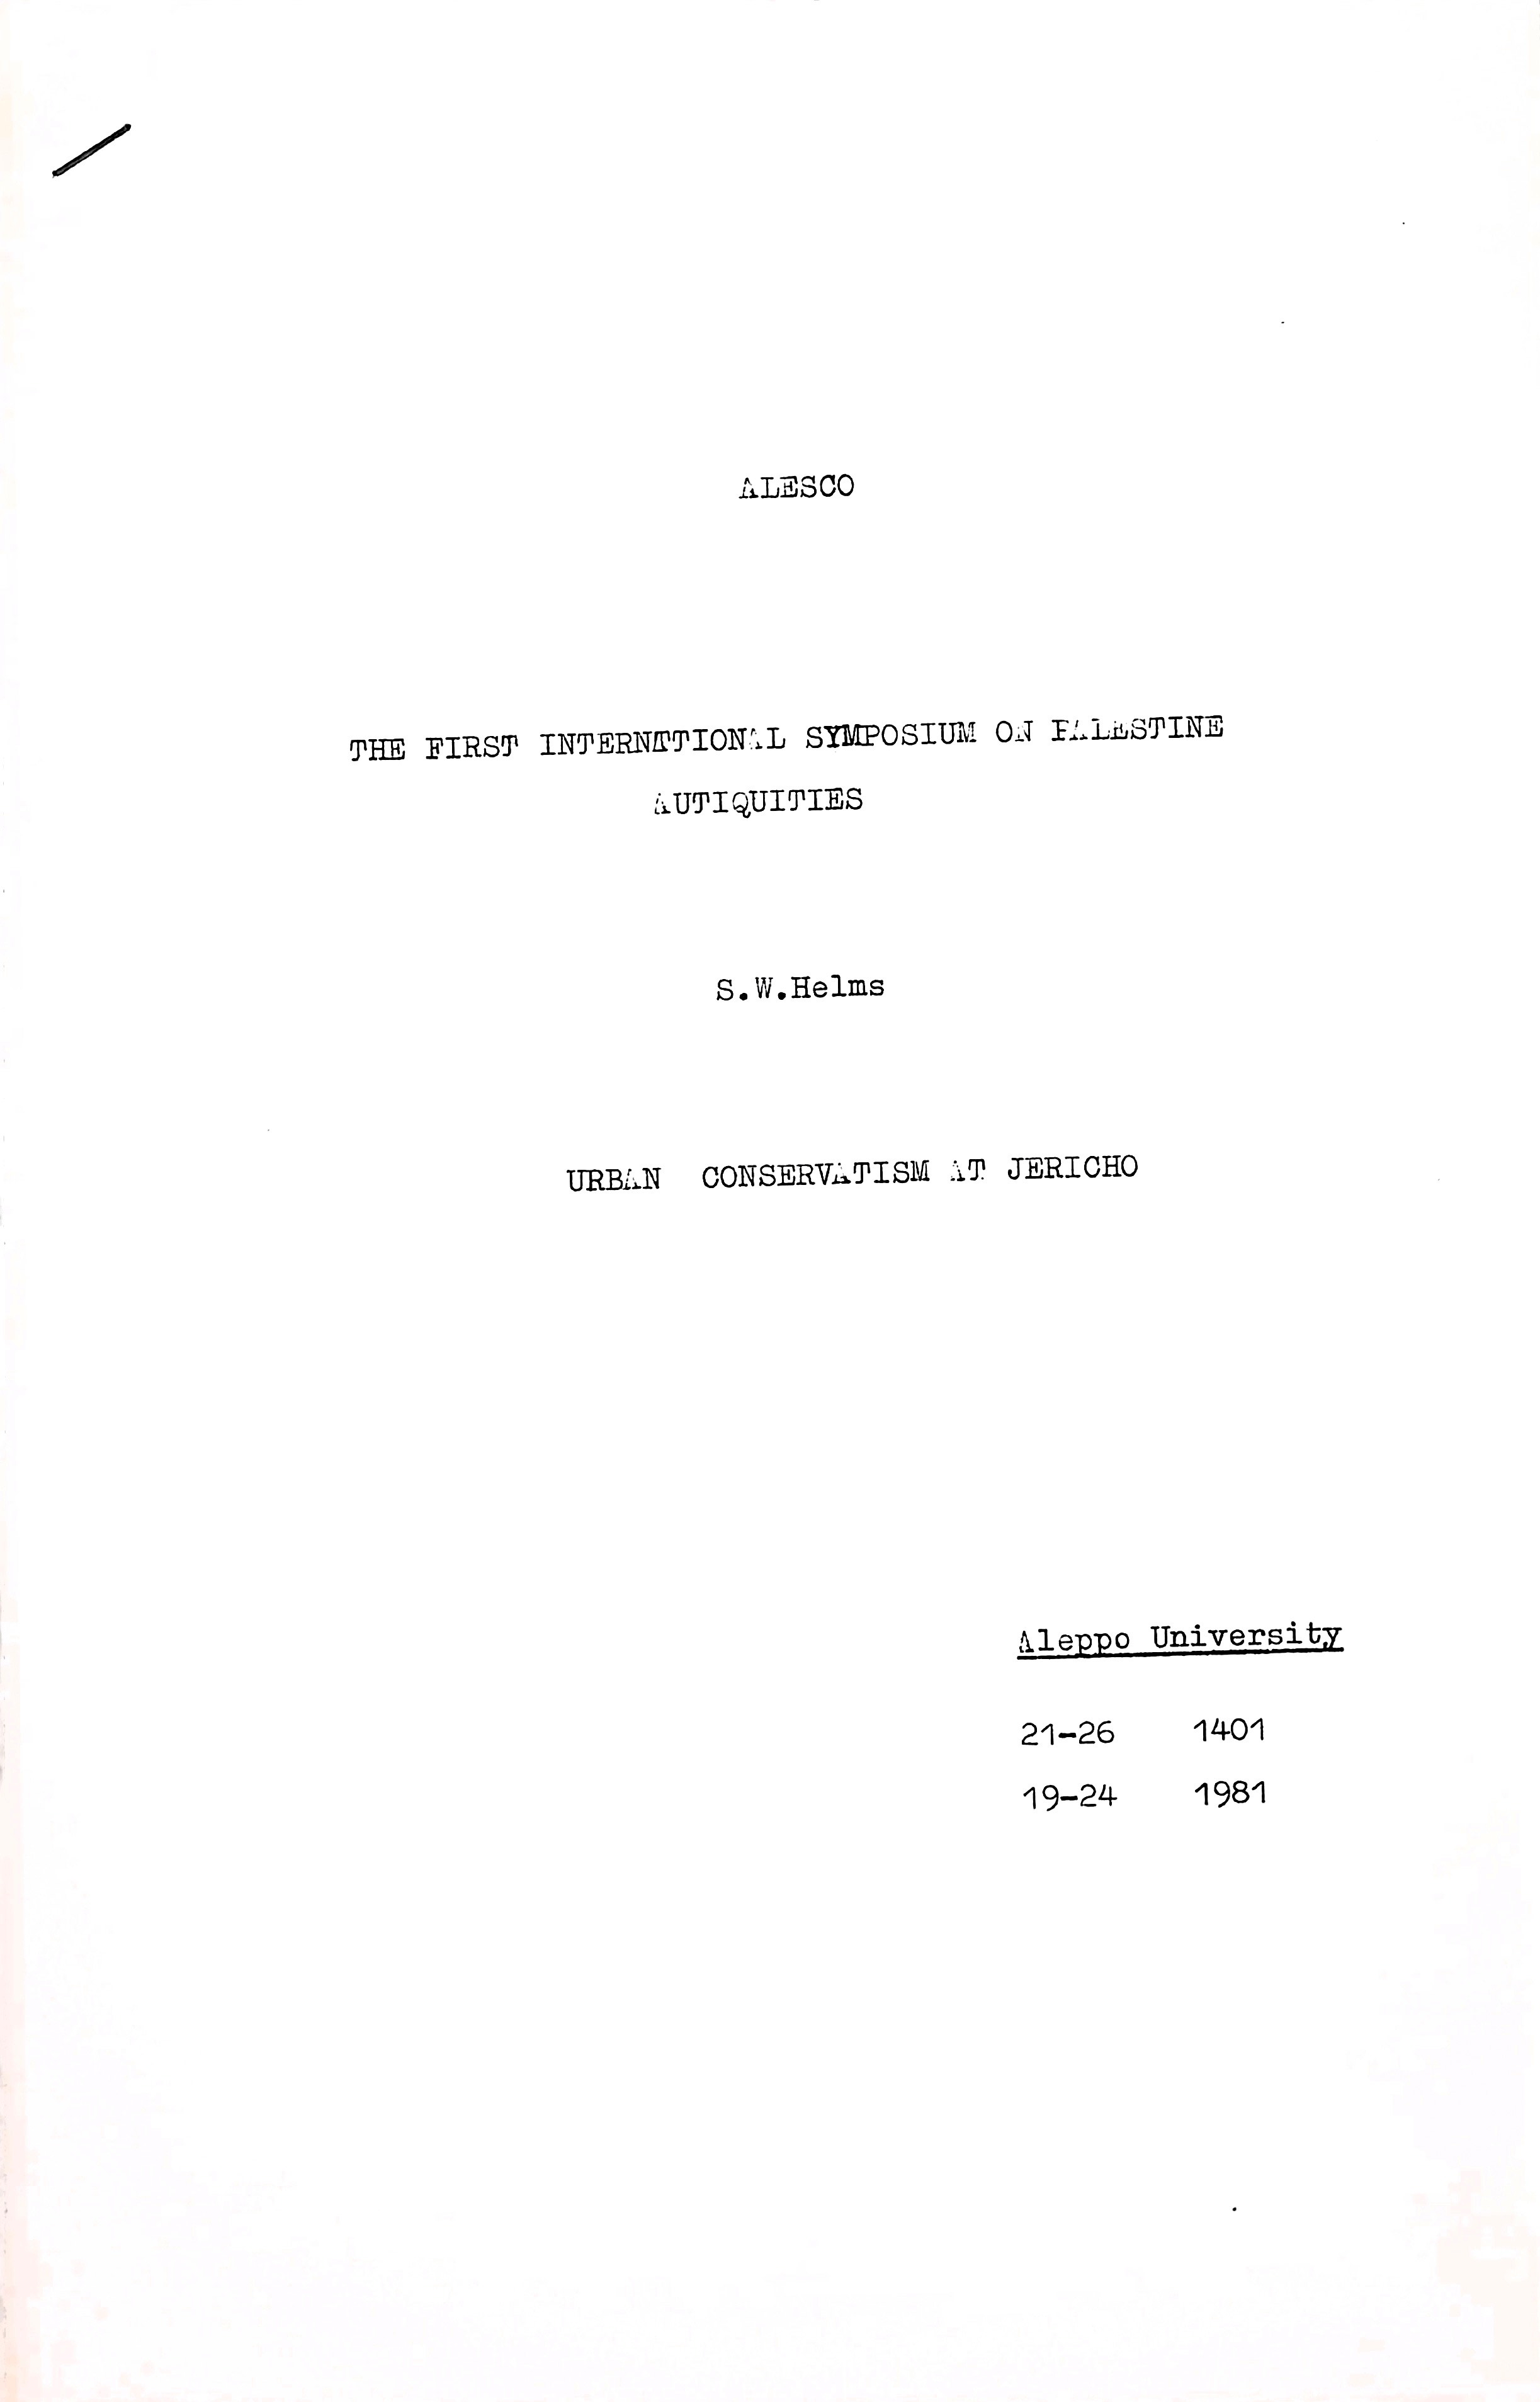 ALESCO
THE FIRST INTERNTTIONAL SYMPOSIUM ON PALESTINE
AUTIQUITIES
S.W.Helms
URBAN CONSERVATISM AT JERICHO
Aleppo University
21-26 1401
19-24 1981